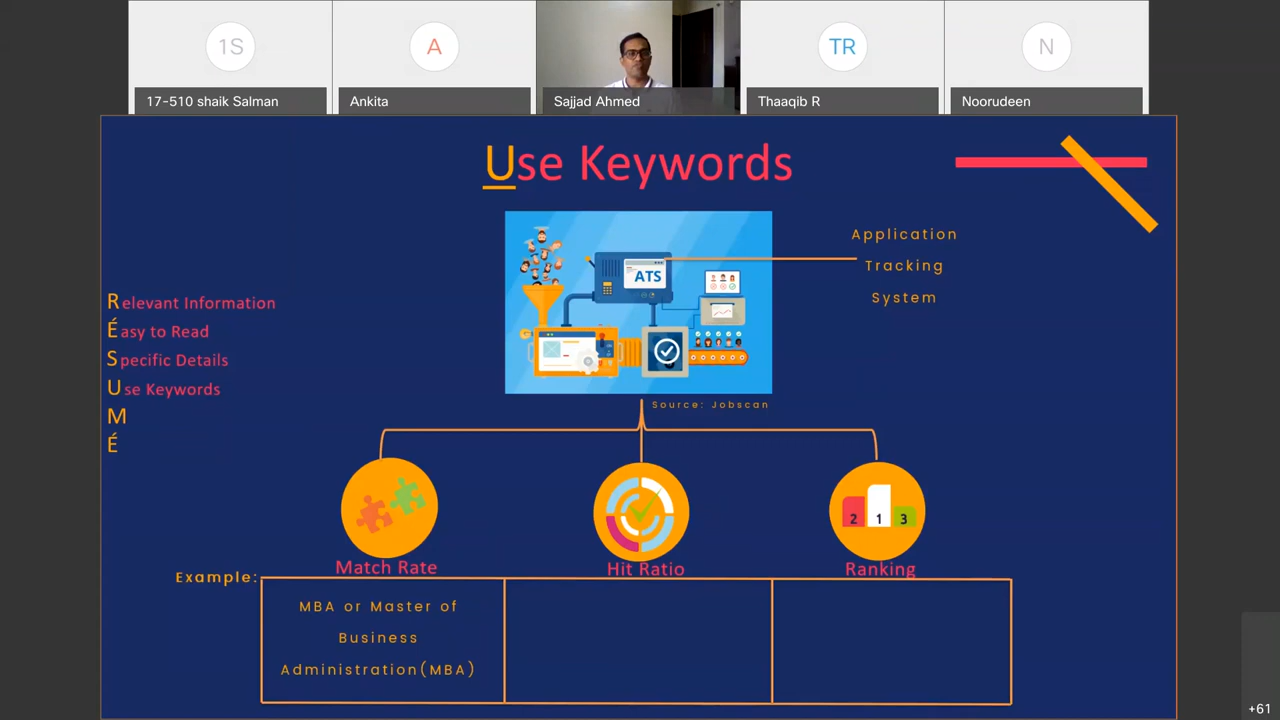 1S
A
TR
N
17-510 shaik Salman
Ankita
Sajjad Ahmed
Thaaqib R
Noorudeen
Use Keywords
ATS
Application
Tracking
System
Relevant Information
Éasy to Read
Specific Details
Use Keywords
M
É
Source: Jobscan
2 1 3
Match Rate
Hit Ratio
Ranking
Example:
MBA or Master of
Business
Administration(MBA)
+61